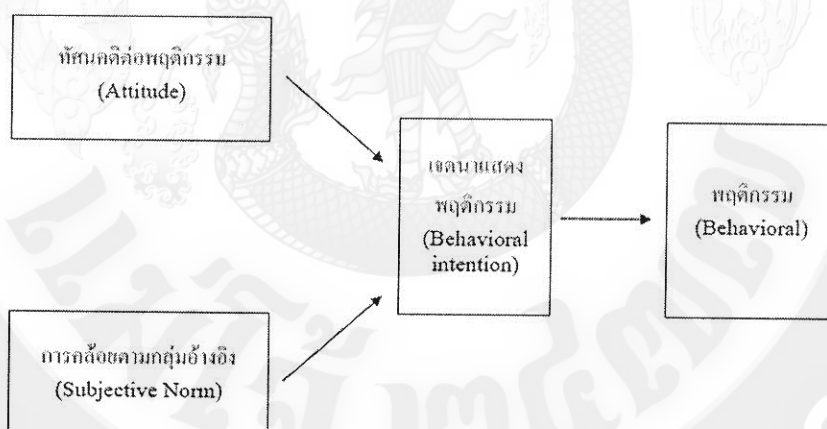 ทัศนคติต่อพฤติกรรม
(Attitude)
เจตนาแสดง
พฤติกรรม
(Behavioral
intention)
พฤติกรรม
(Behavioral)
การคล้อยตามกลุ่มอ้างอิง
(Subjective Norm)